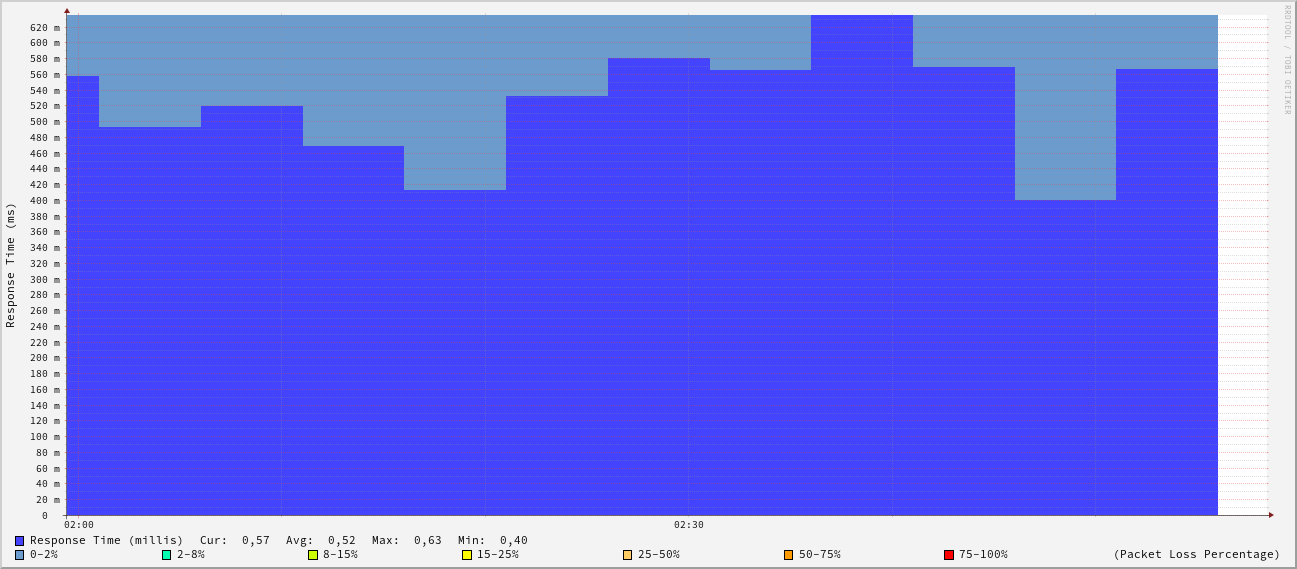 RRDTOOL / TOBI OETIKER
Response Time (ms)
620 m
600 m
580 m
560 m
540 m
520 m
500 m
480 m
460 m
440 m
420 m
400 m
380 m
360 m
340 m
320 m
300 m
280 m
260 m
240 m
220 m
200 m
180 m
160 m
140 m
120 m
100 m
80 m
60 m
40 m
20 m
0
02:00 02:30
Response Time (millis) Cur: 0,57 Avg: 0,52 Max: 0,63 Min: 0,40
0-2% 2-8% 8-15% 15-25% 25-50% 50-75% 75-100% (Packet Loss Percentage)